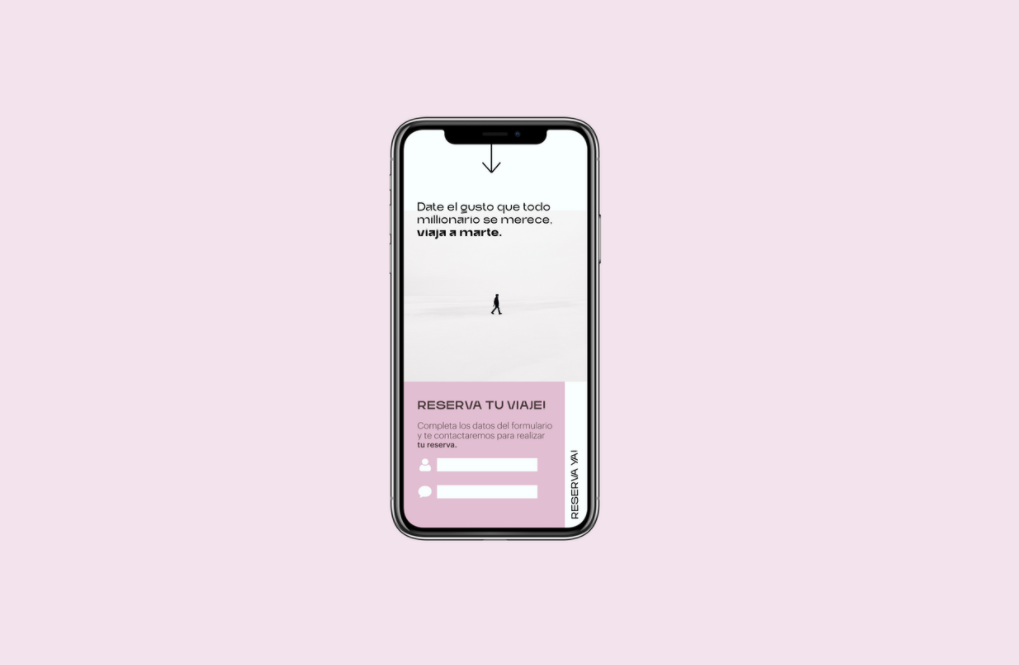 Date el gusto que todo
millionario se merece,
viaja a marte.
RESERVA TU VIAJE!
Completa los datos del formulario
y te contactaremos para realizar
tu reserva.
RESERVA YA!